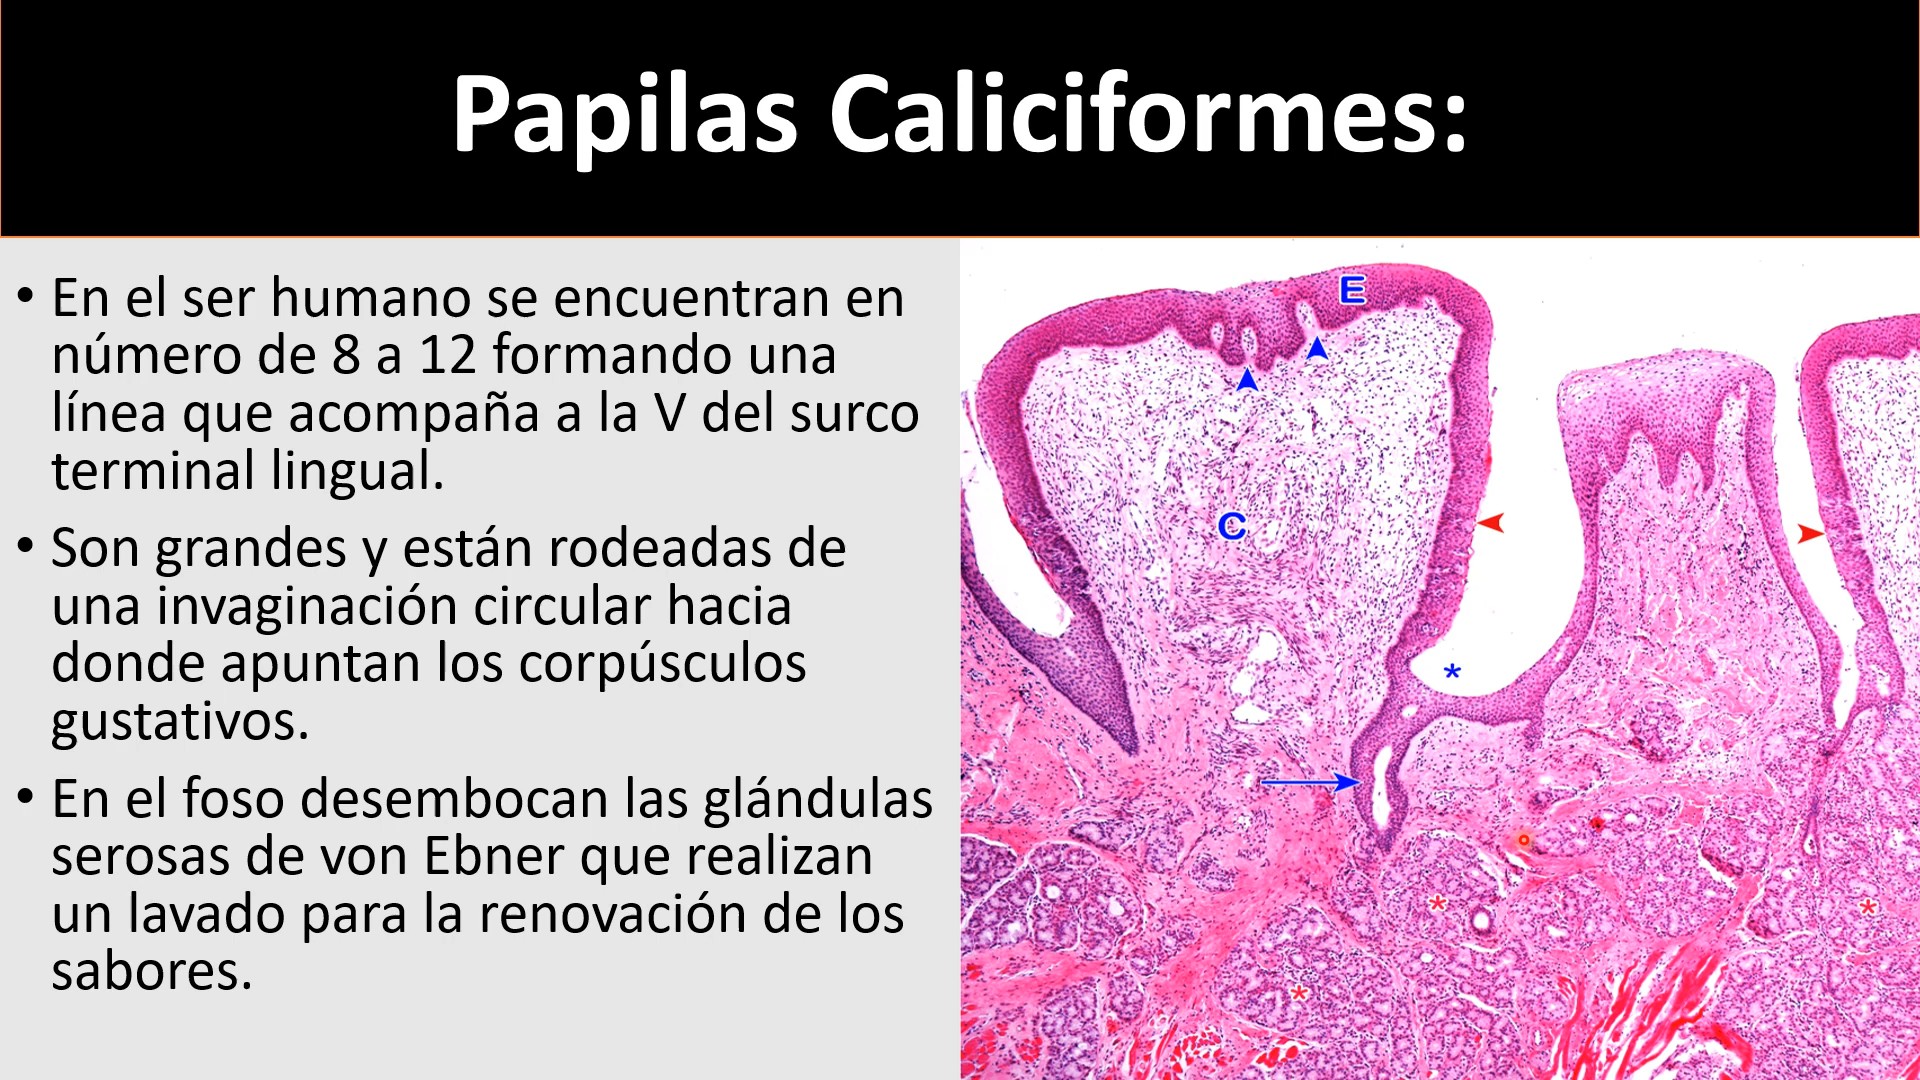 Papilas Caliciformes:
• En el ser humano se encuentran en
número de 8 a 12 formando una
línea que acompaña a la V del surco
terminal lingual.
• Son grandes y están rodeadas de
una invaginación circular hacia
donde apuntan los corpúsculos
gustativos.
• En el foso desembocan las glándulas
serosas de von Ebner que realizan
un lavado para la renovación de los
sabores.
E
C
*
*
*
*